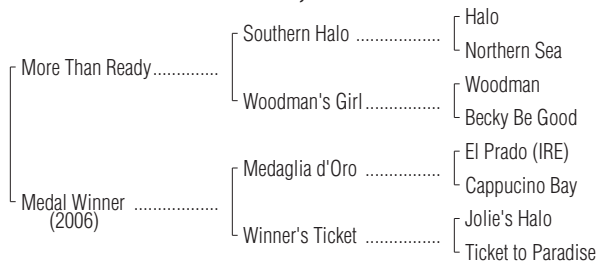 Halo
Southern Halo ..................
Northern Sea
More Than Ready..............
Woodman
Woodman's Girl ................
Becky Be Good
El Prado (IRE)
Medaglia d'Oro ................
Cappucino Bay
Medal Winner ..................
(2006)
Jolie's Halo
Winner's Ticket ................
Ticket to Paradise